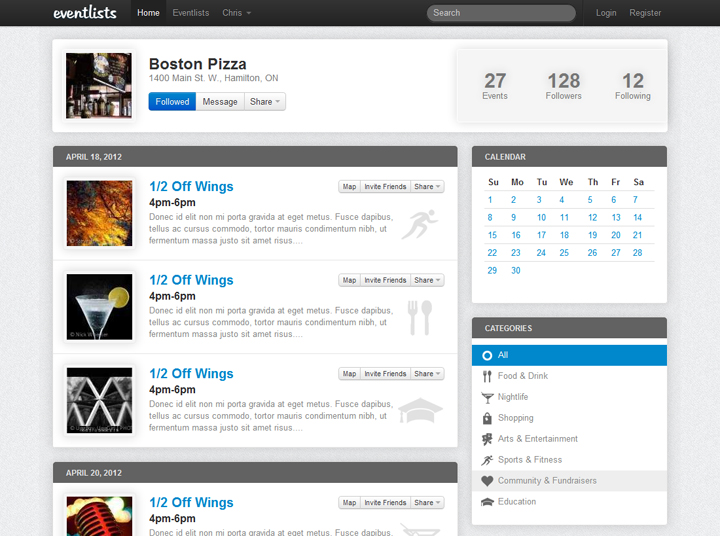 eventlists Home Eventlists Chris Search Login Register
Boston Pizza
1400 Main St. W., Hamilton, ON
Followed Message Share
27 128 12
Events Followers Following
APRIL 18, 2012
1/2 Off Wings Map Invite Friends Share
4pm-6pm
Donec id elit non mi porta gravida at eget metus. Fusce dapibus,
tellus ac cursus commodo, tortor mauris condimentum nibh, ut
fermentum massa justo sit amet risus....
1/2 Off Wings Map Invite Friends Share
4pm-6pm
Donec id elit non mi porta gravida at eget metus. Fusce dapibus,
tellus ac cursus commodo, tortor mauris condimentum nibh, ut
fermentum massa justo sit amet risus....
1/2 Off Wings Map Invite Friends Share
4pm-6pm
Donec id elit non mi porta gravida at eget metus. Fusce dapibus,
tellus ac cursus commodo, tortor mauris condimentum nibh, ut
fermentum massa justo sit amet risus....
APRIL 20, 2012
1/2 Off Wings Map Invite Friends Share
4pm-6pm
Donec id elit non mi porta gravida at eget metus. Fusce dapibus,
CALENDAR
Su Mo Tu We Th Fr Sa
1 2 3 4 5 6 7
8 9 10 11 12 13 14
15 16 17 18 19 20 21
22 23 24 25 26 27 28
29 30
CATEGORIES
All
Food & Drink
Nightlife
Shopping
Arts & Entertainment
Sports & Fitness
Community & Fundraisers
Education